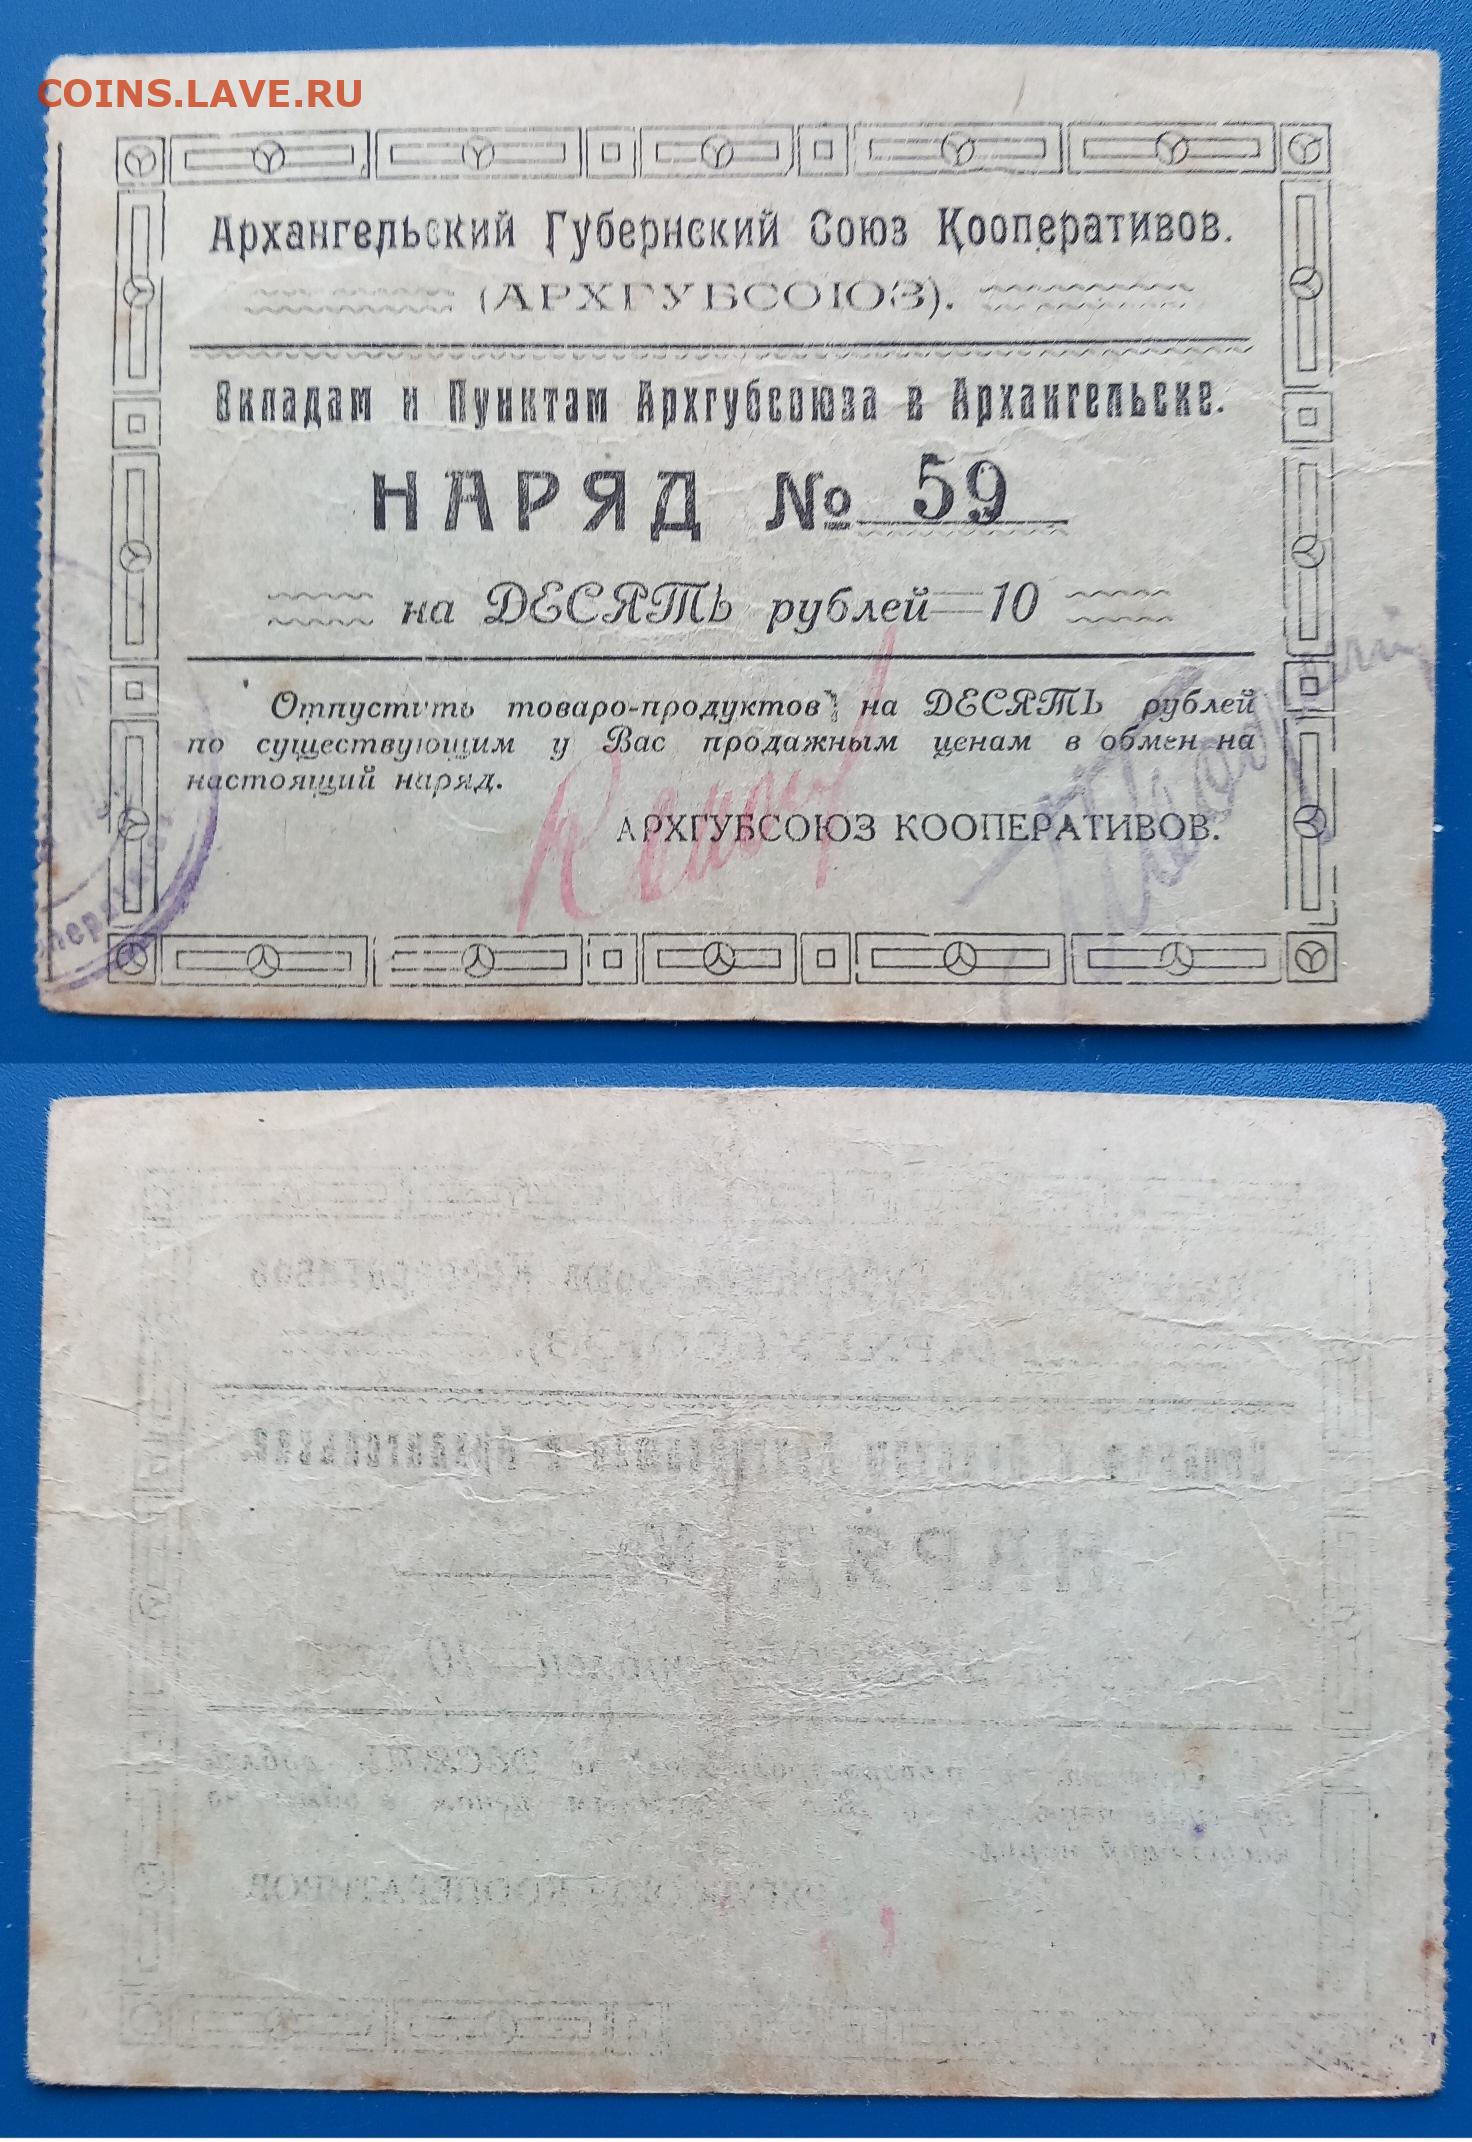 COINS.LAVE.RU
Архангельский Губернский Союз Кооперативов.
(АРХГУБСОЮЗ).
Складам и Пунктам Архгубсоюза в Архангельске.
НАРЯД № 59
на ДЕСЯТЬ рублей=10
Отпустить товаро-продуктов на ДЕСЯТЬ рублей
по существующим у Вас продажным ценам в обмен на
настоящий наряд.
АРХГУБСОЮЗ КООПЕРАТИВОВ.